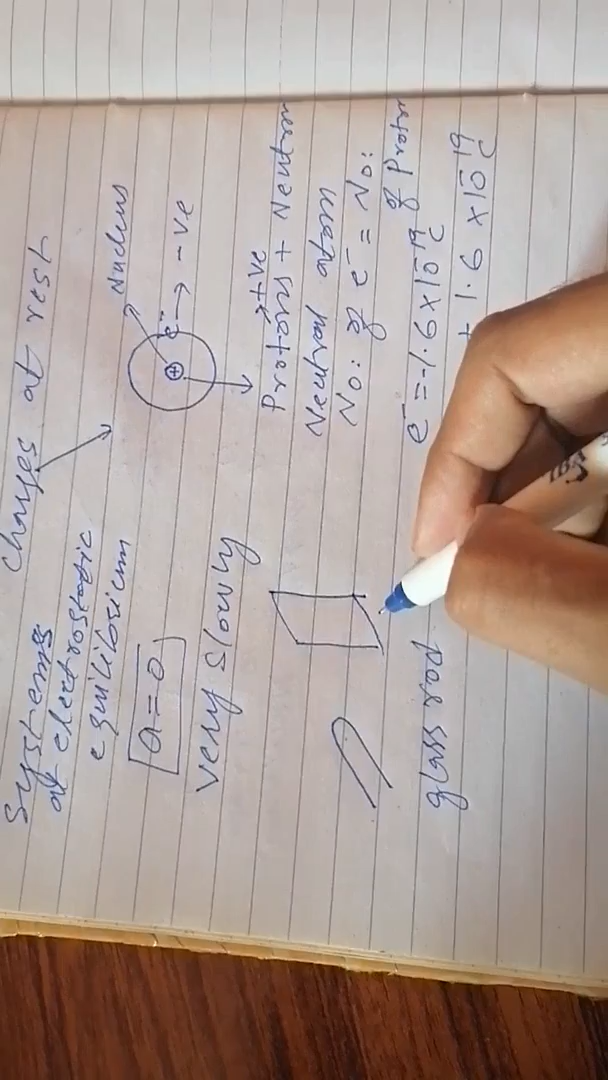 charges at rest
Systems
at electrostatic
equilibrium
a = 0
very slowly
Nucleus
⊕
e⁻ → -ve
→ +ve
Protons + Neutron
Neutral atom
No: of e⁻ = No:
of Proton
e⁻ = -1.6 × 10⁻¹⁹ C
+ 1.6 × 10⁻¹⁹ C
glass rod